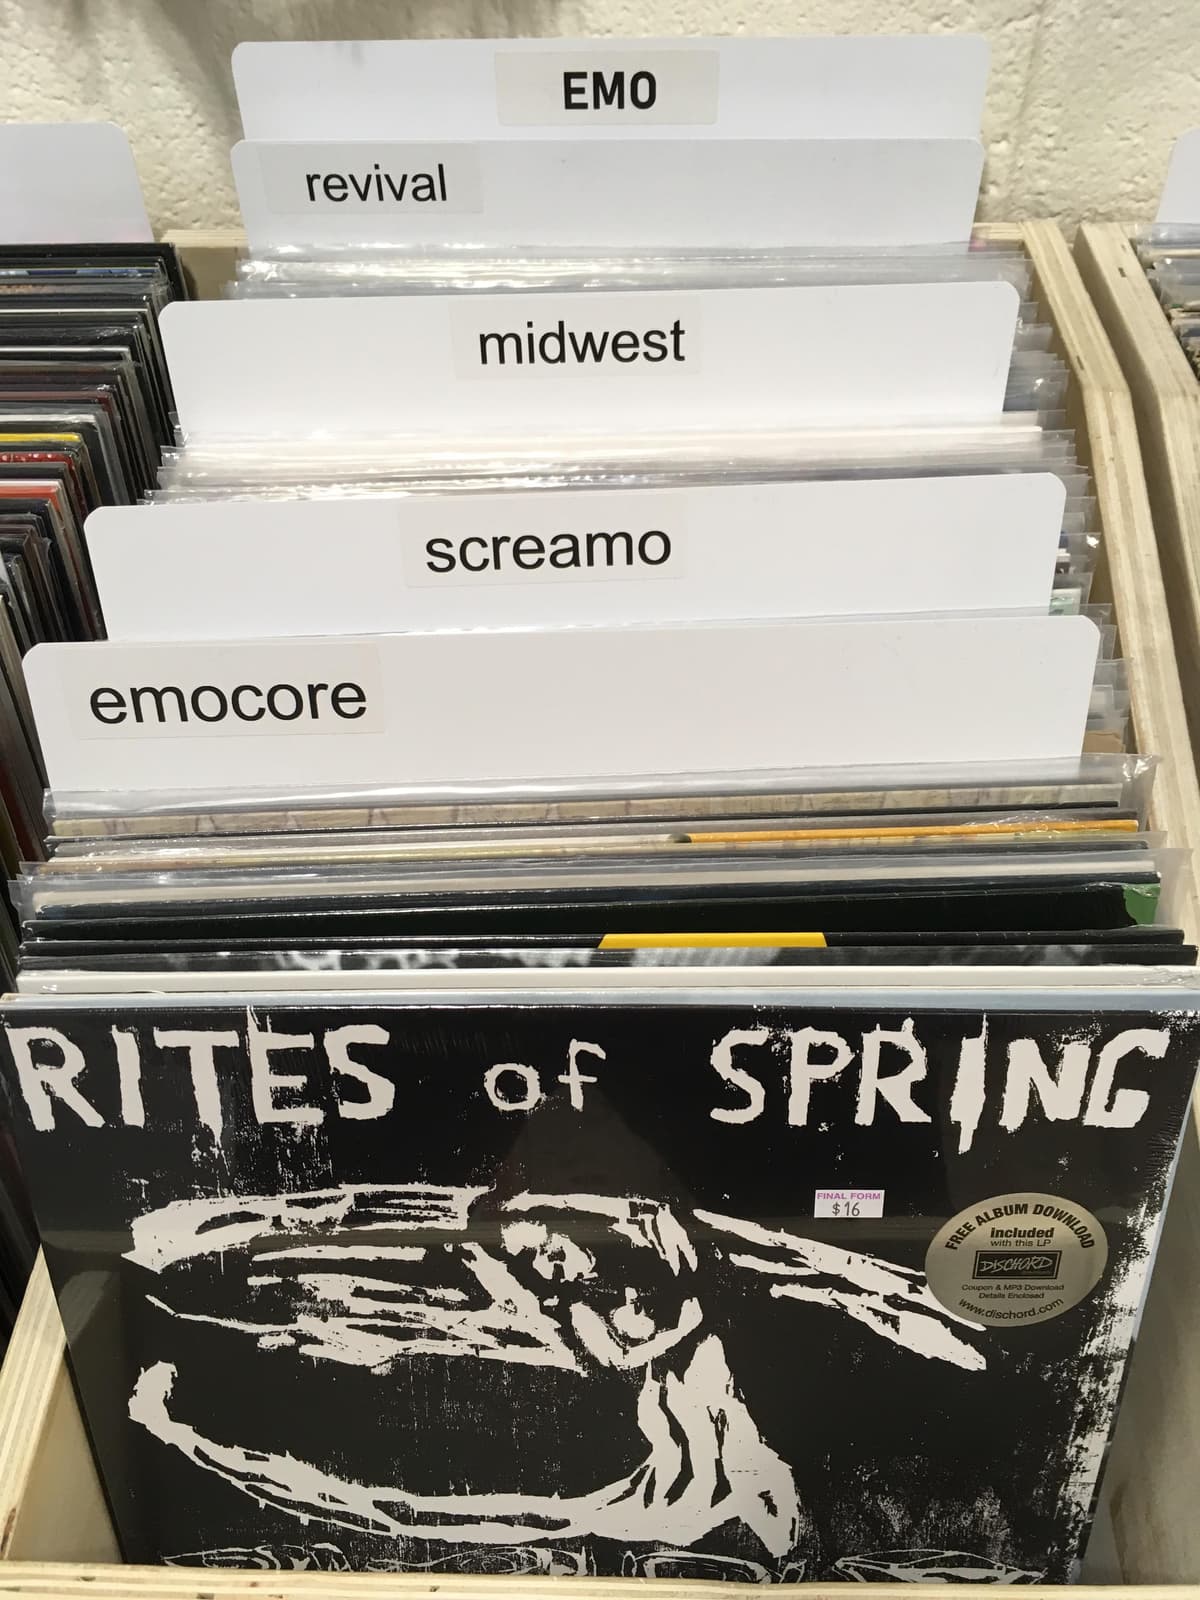 EMO
revival
midwest
screamo
emocore
RITES of SPRING
FINAL FORM
$16
FREE ALBUM DOWNLOAD
included
with this LP
DISCHORD
Coupon & MP3 Download
Details Enclosed
www.dischord.com